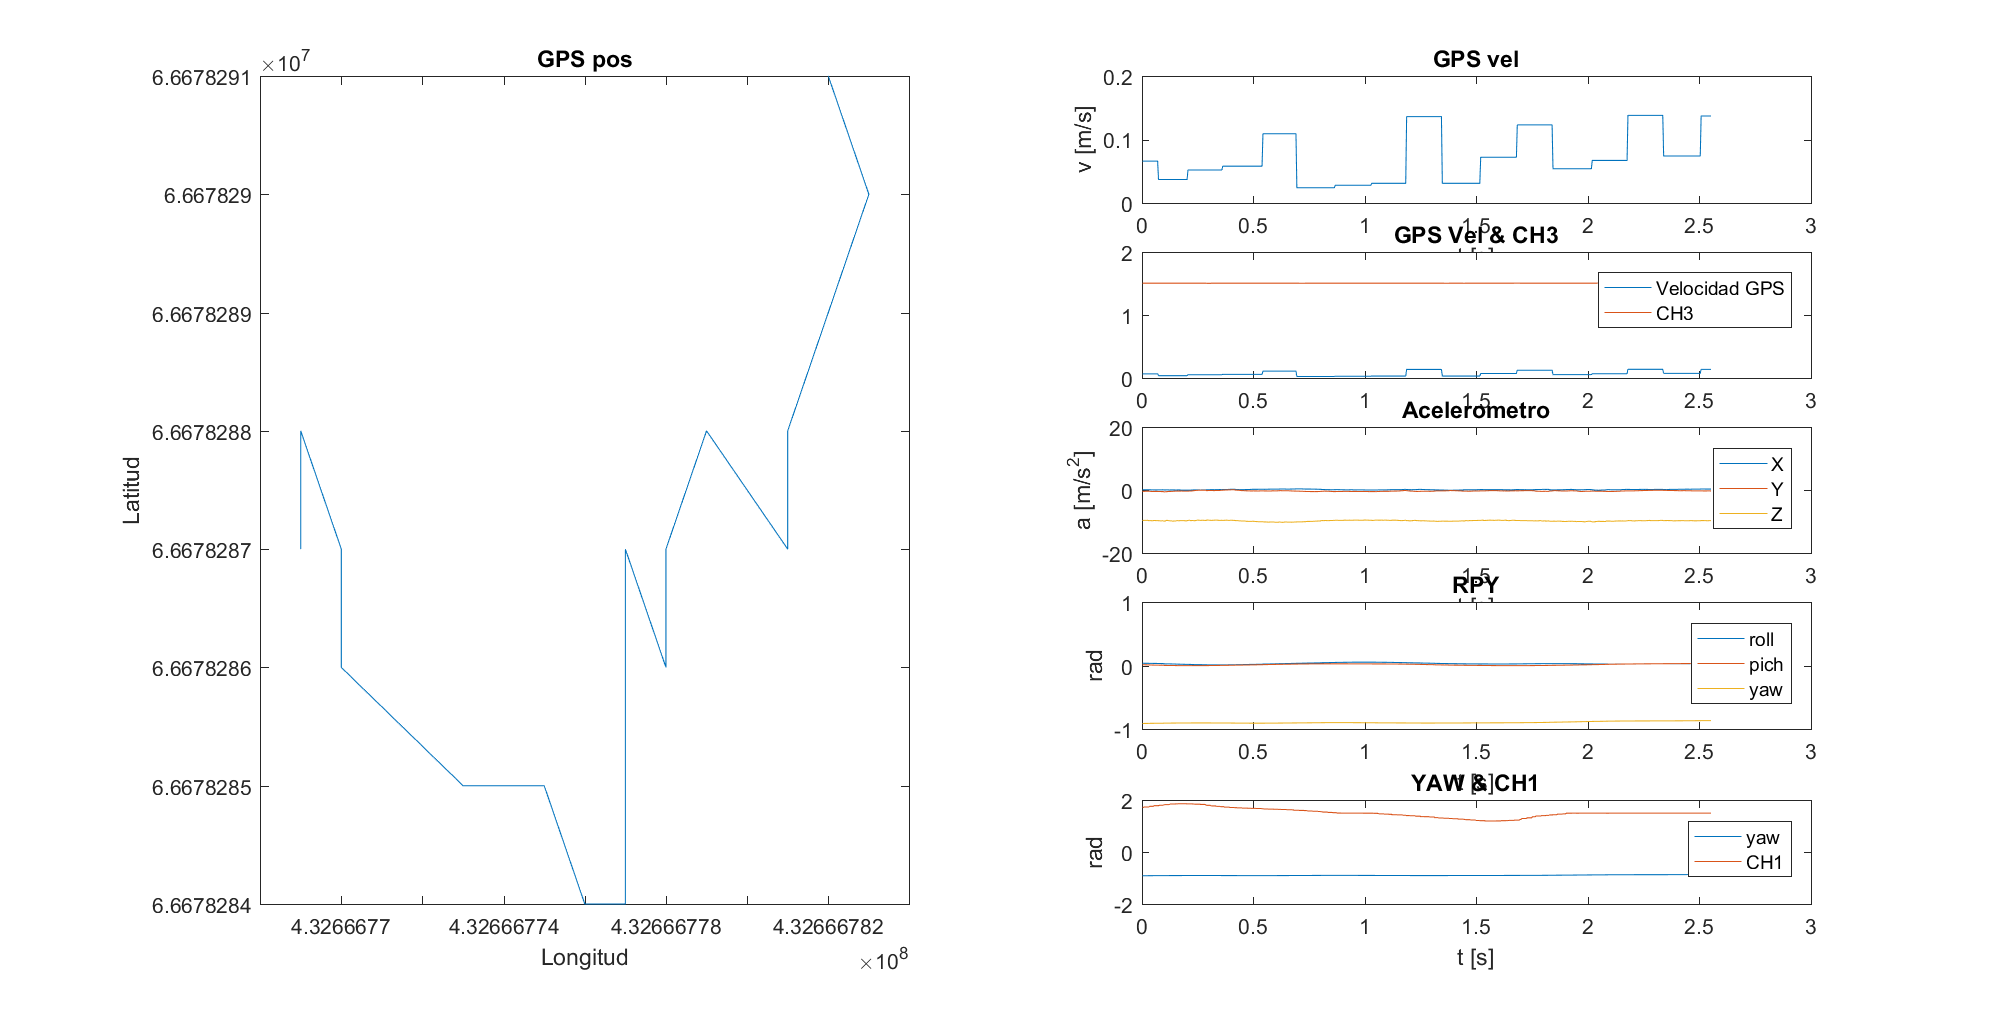 GPS pos
×10^7
6.6678291
6.667829
6.6678289
6.6678288
6.6678287
6.6678286
6.6678285
6.6678284
Latitud
4.3266677 4.32666774 4.32666778 4.32666782
Longitud
×10^8
GPS vel
0.2
0.1
0
v [m/s]
0 0.5 1 1.5 2 2.5 3
t [s]
GPS Vel & CH3
2
1
0
Velocidad GPS
CH3
0 0.5 1 1.5 2 2.5 3
Acelerometro
20
0
-20
a [m/s^2]
X
Y
Z
0 0.5 1 1.5 2 2.5 3
t [s]
RPY
1
0
-1
rad
roll
pich
yaw
0 0.5 1 1.5 2 2.5 3
t [s]
YAW & CH1
2
0
-2
rad
yaw
CH1
0 0.5 1 1.5 2 2.5 3
t [s]